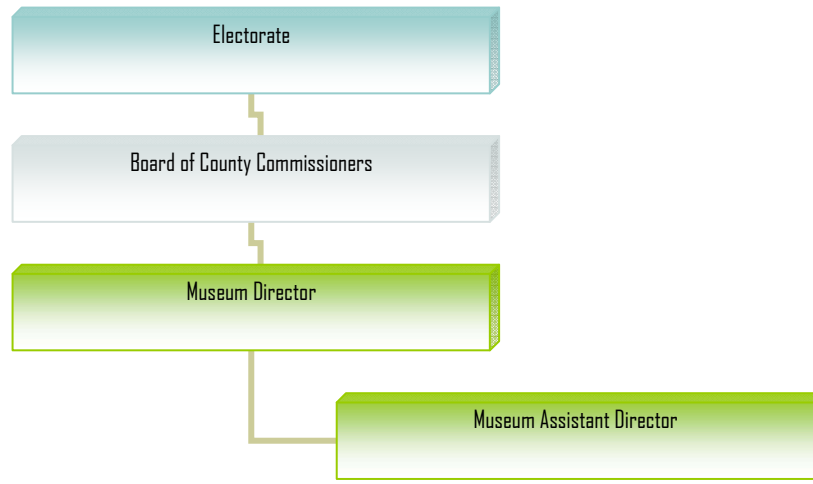 Electorate
Board of County Commissioners
Museum Director
Museum Assistant Director